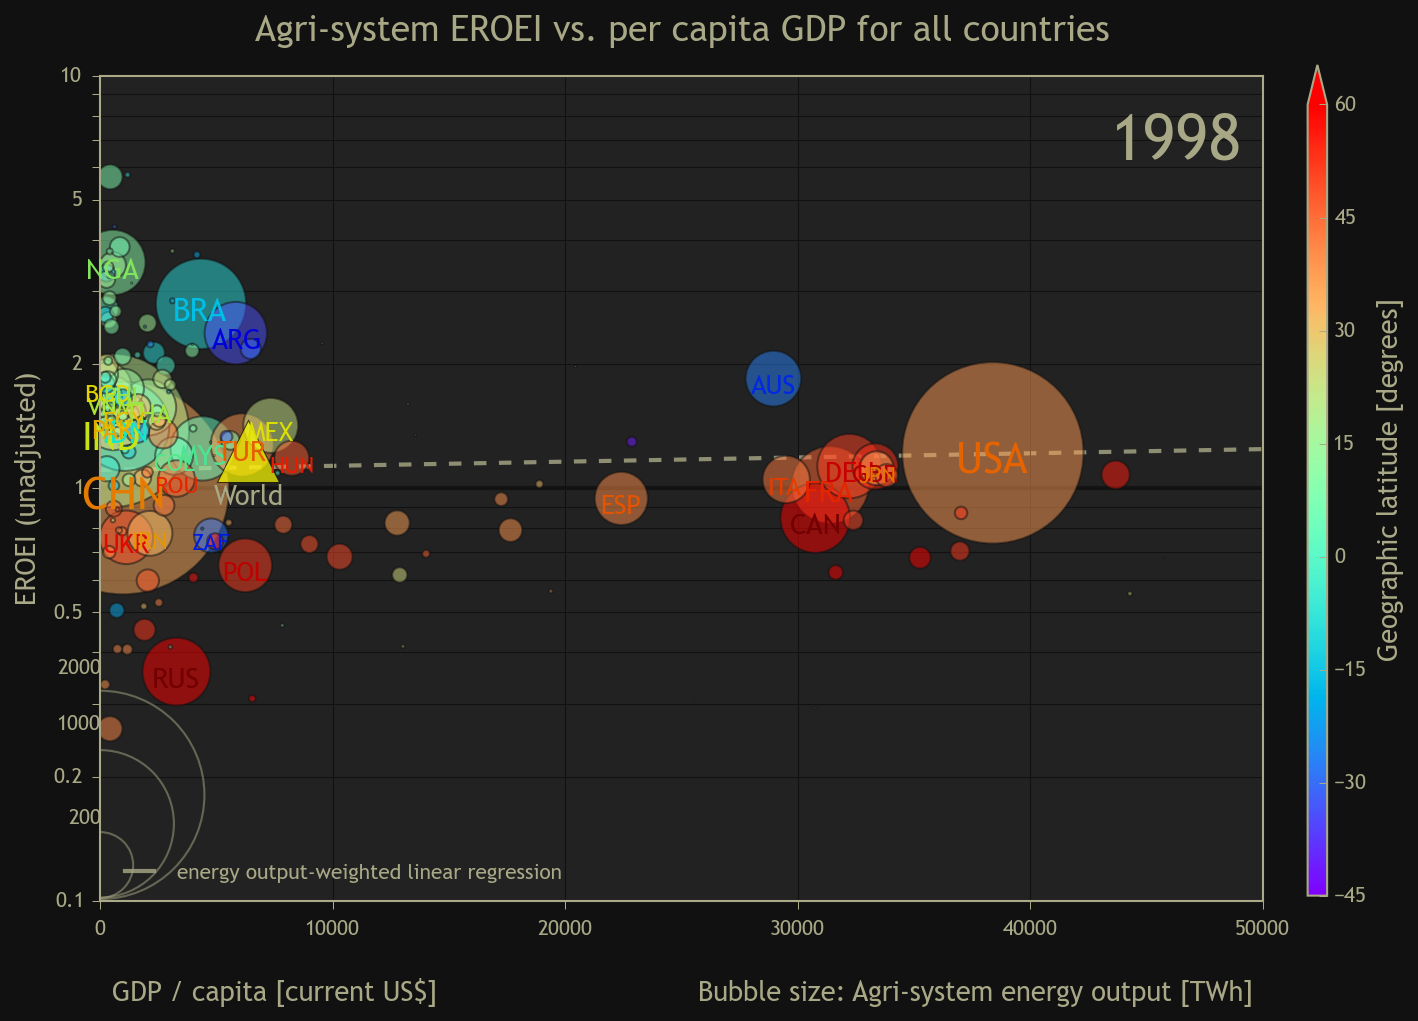 Agri-system EROEI vs. per capita GDP for all countries
1998
10
5
2
1
0.5
0.2
0.1
2000
1000
200
EROEI (unadjusted)
NGA
BRA
ARG
AUS
MEX
IND
MYS
TUR
HUN
World
ROU
CHN
UKR
ZAF
POL
RUS
ESP
ITA
FRA
CAN
USA
energy output-weighted linear regression
0
10000
20000
30000
40000
50000
GDP / capita [current US$]
Bubble size: Agri-system energy output [TWh]
60
45
30
15
0
−15
−30
−45
Geographic latitude [degrees]